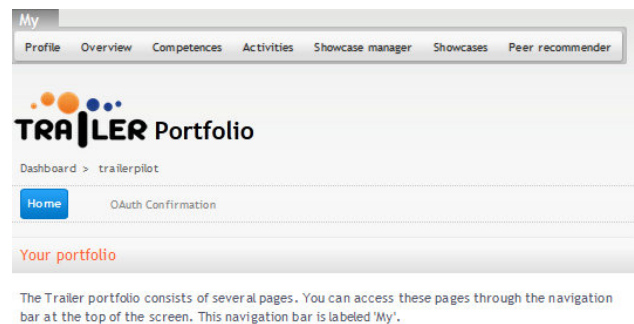 My
Profile Overview Competences Activities Showcase manager Showcases Peer recommender
TRAILER Portfolio
Dashboard > trailerpilot
Home OAuth Confirmation
Your portfolio
The Trailer portfolio consists of several pages. You can access these pages through the navigation
bar at the top of the screen. This navigation bar is labeled 'My'.